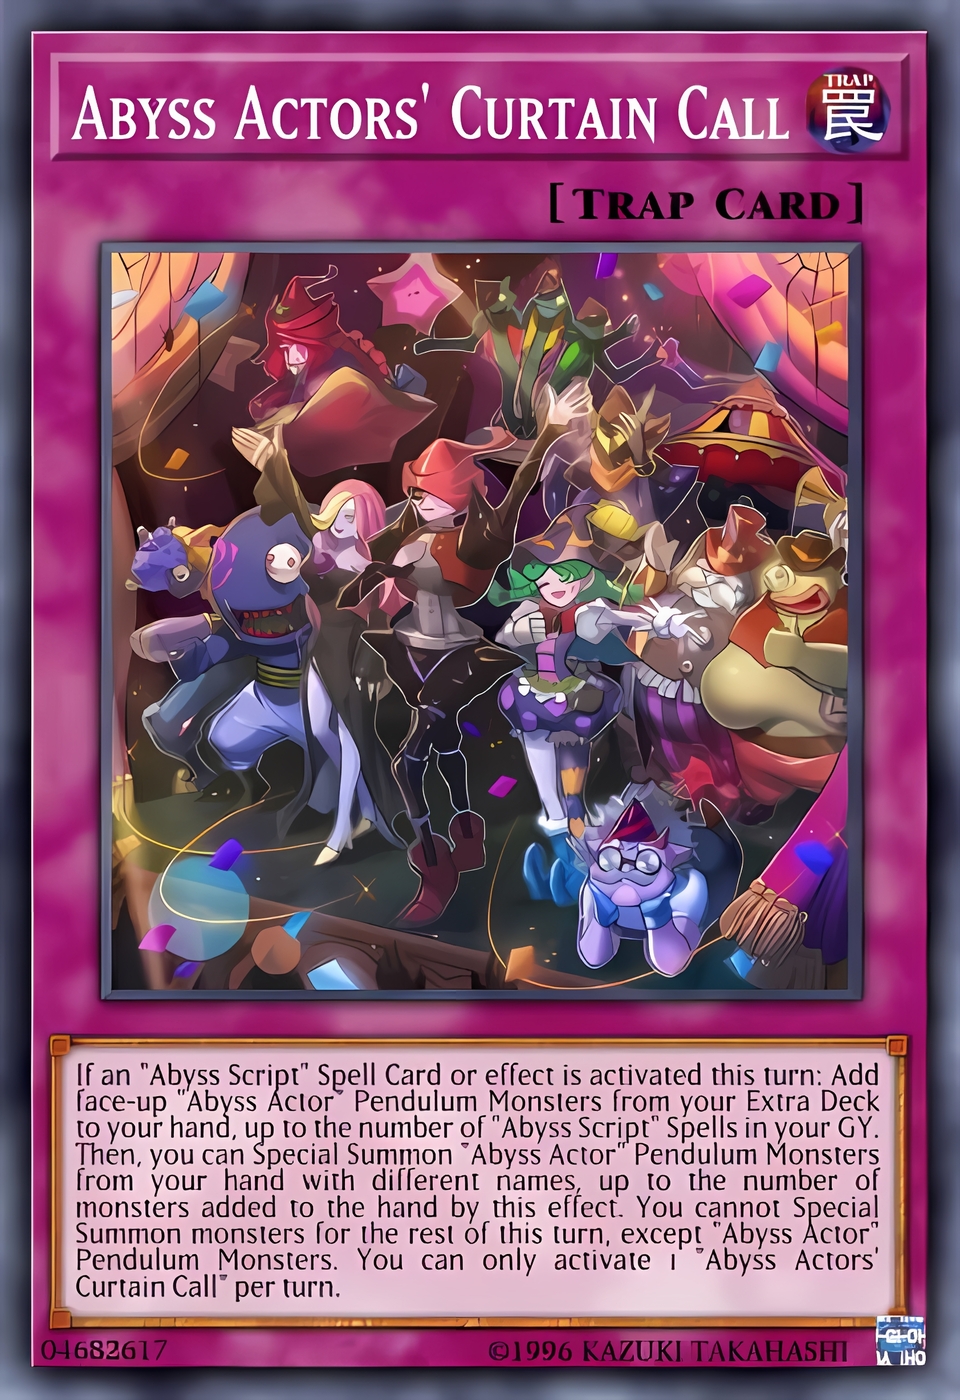 Abyss Actors' Curtain Call
TRAP
罠
[Trap Card]
If an "Abyss Script" Spell Card or effect is activated this turn: Add
face-up "Abyss Actor" Pendulum Monsters from your Extra Deck
to your hand, up to the number of "Abyss Script" Spells in your GY.
Then, you can Special Summon "Abyss Actor" Pendulum Monsters
from your hand with different names, up to the number of
monsters added to the hand by this effect. You cannot Special
Summon monsters for the rest of this turn, except "Abyss Actor"
Pendulum Monsters. You can only activate 1 "Abyss Actors'
Curtain Call" per turn.
04682617
©1996 KAZUKI TAKAHASHI